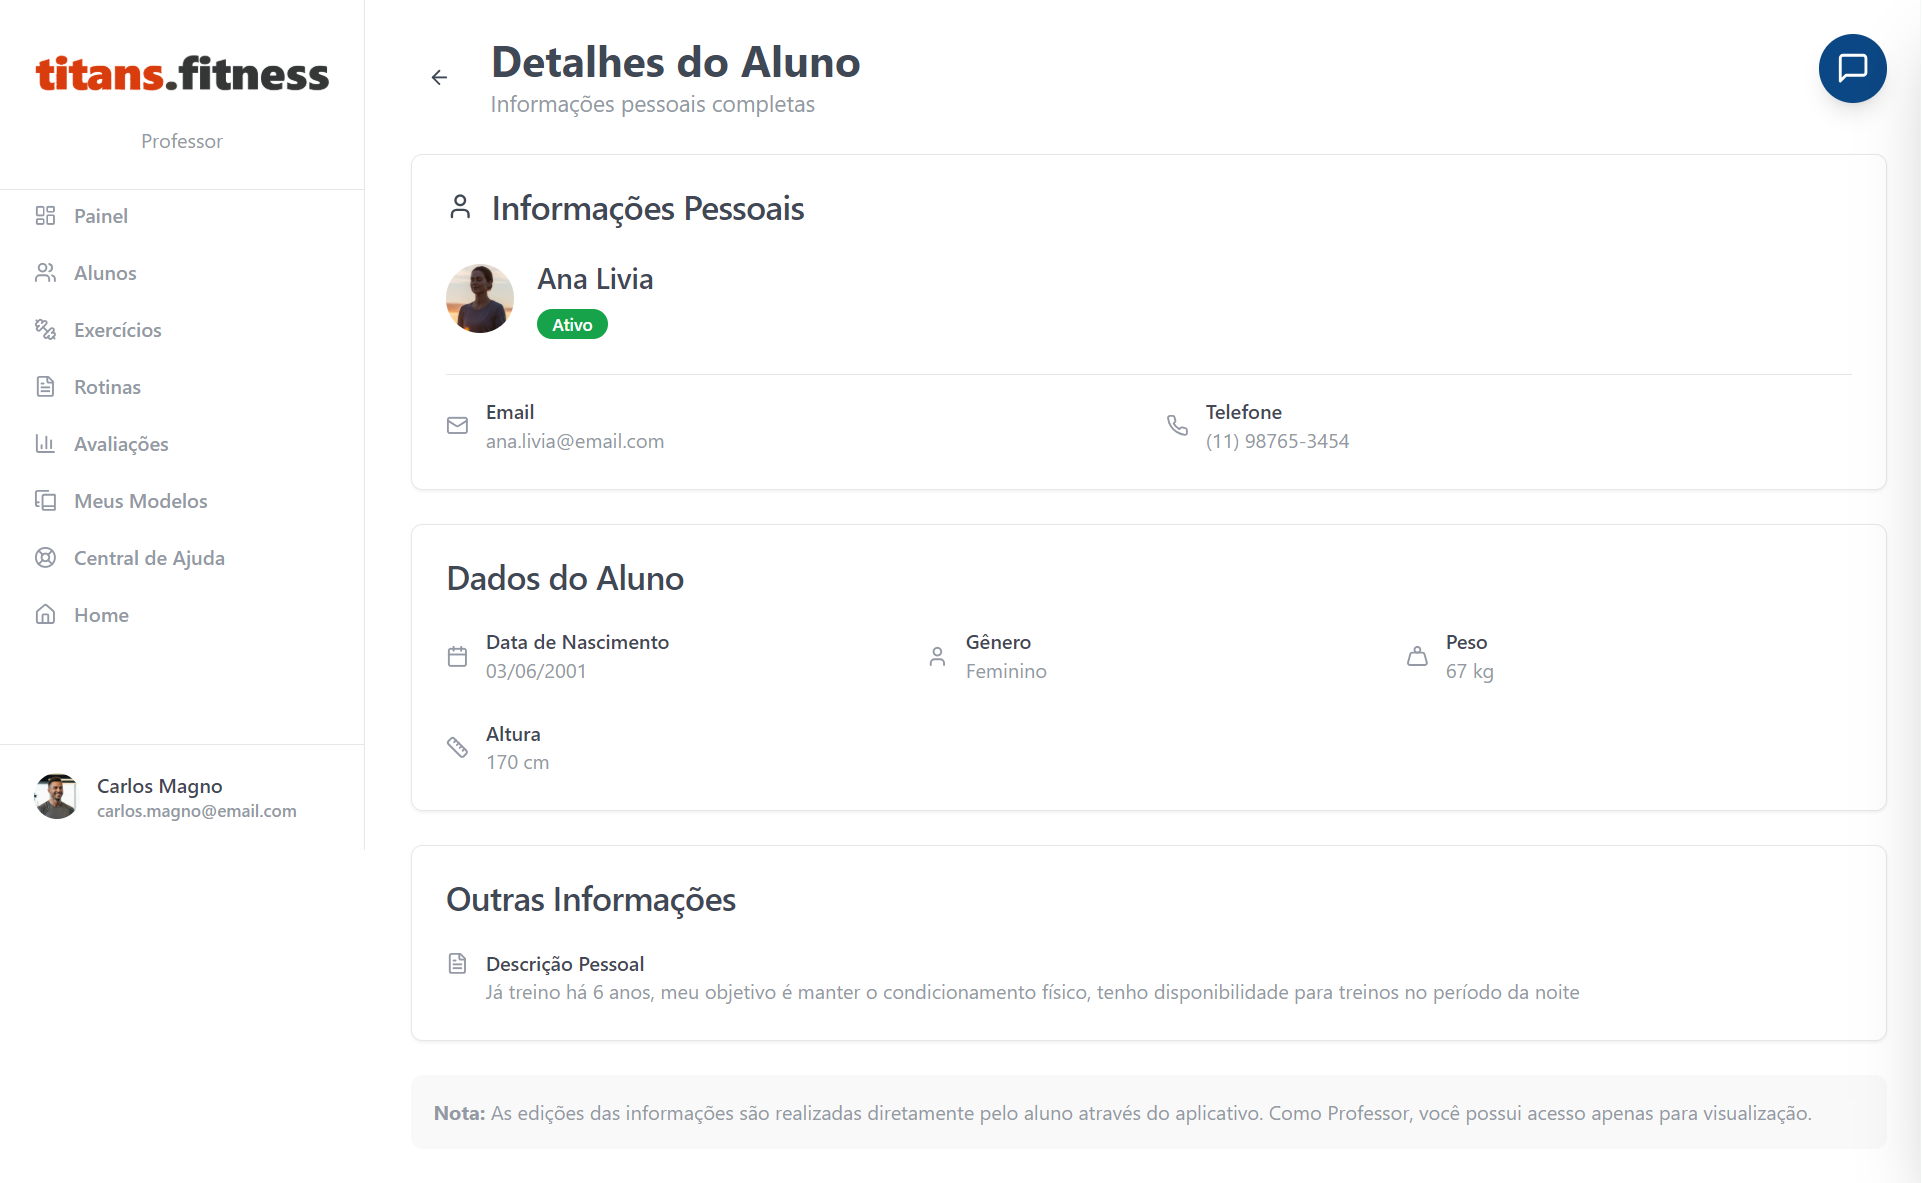 titans.fitness
Professor
Painel
Alunos
Exercícios
Rotinas
Avaliações
Meus Modelos
Central de Ajuda
Home
Carlos Magno
carlos.magno@email.com
Detalhes do Aluno
Informações pessoais completas
Informações Pessoais
Ana Livia
Ativo
Email
ana.livia@email.com
Telefone
(11) 98765-3454
Dados do Aluno
Data de Nascimento
03/06/2001
Gênero
Feminino
Peso
67 kg
Altura
170 cm
Outras Informações
Descrição Pessoal
Já treino há 6 anos, meu objetivo é manter o condicionamento físico, tenho disponibilidade para treinos no período da noite
Nota: As edições das informações são realizadas diretamente pelo aluno através do aplicativo. Como Professor, você possui acesso apenas para visualização.